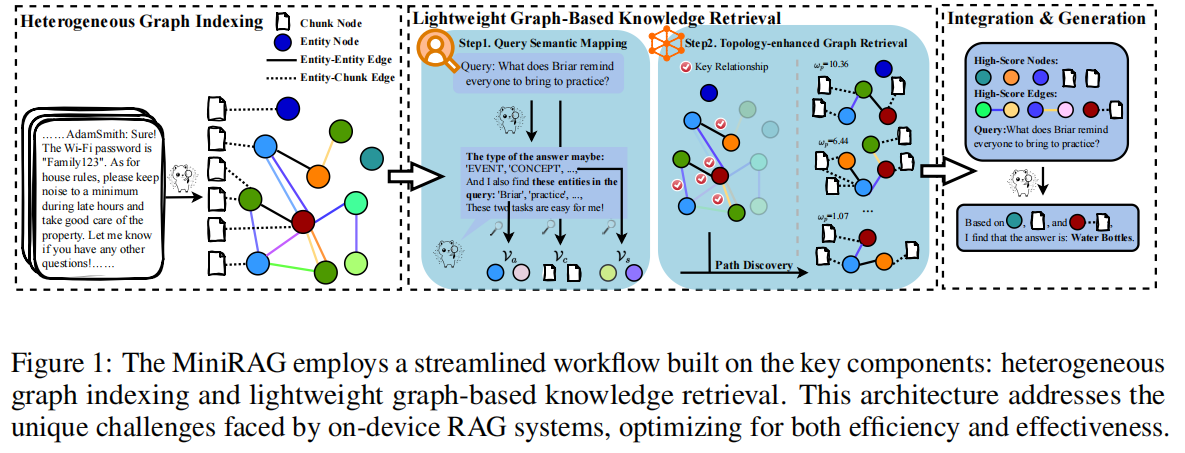 Heterogeneous Graph Indexing
Chunk Node
Entity Node
Entity-Entity Edge
Entity-Chunk Edge
......AdamSmith: Sure!
The Wi-Fi password is
"Family123". As for
house rules, please keep
noise to a minimum
during late hours and
take good care of the
property. Let me know
if you have any other
questions!......
Lightweight Graph-Based Knowledge Retrieval
Step1. Query Semantic Mapping
Query: What does Briar remind
everyone to bring to practice?
The type of the answer maybe:
'EVENT', 'CONCEPT', ...,
And I also find these entities in the
query: 'Briar', 'practice', ...,
These two tasks are easy for me!
𝒱a
𝒱c
𝒱s
Step2. Topology-enhanced Graph Retrieval
Key Relationship
ωp=10.36
ωp=6.44
...
ωp=1.07
Path Discovery
Integration & Generation
High-Score Nodes:
High-Score Edges:
Query:What does Briar remind
everyone to bring to practice?
Based on , , and ,
I find that the answer is: Water Bottles.
Figure 1: The MiniRAG employs a streamlined workflow built on the key components: heterogeneous
graph indexing and lightweight graph-based knowledge retrieval. This architecture addresses the
unique challenges faced by on-device RAG systems, optimizing for both efficiency and effectiveness.